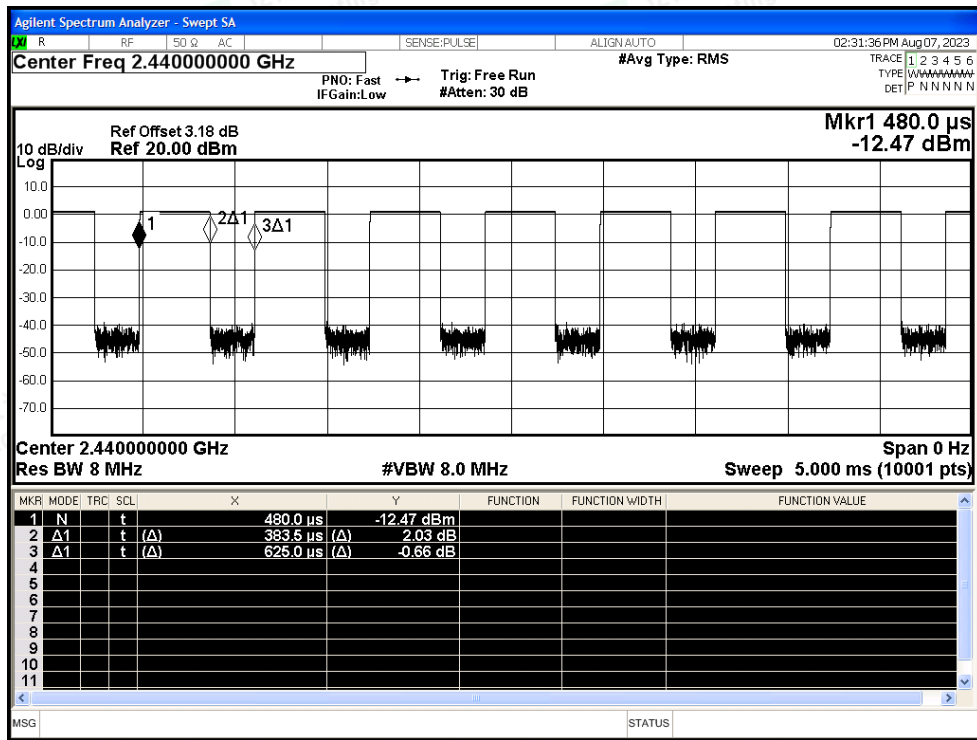 Agilent Spectrum Analyzer - Swept SA
LXI R RF 50 Ω AC SENSE:PULSE ALIGN AUTO 02:31:36 PM Aug 07, 2023
Center Freq 2.440000000 GHz #Avg Type: RMS TRACE 1 2 3 4 5 6
PNO: Fast Trig: Free Run TYPE WWWWWW
IFGain:Low #Atten: 30 dB DET P N N N N N
Mkr1 480.0 µs
Ref Offset 3.18 dB
10 dB/div Ref 20.00 dBm -12.47 dBm
Log
10.0
0.00
1 2Δ1 3Δ1
-10.0
-20.0
-30.0
-40.0
-50.0
-60.0
-70.0
Center 2.440000000 GHz Span 0 Hz
Res BW 8 MHz #VBW 8.0 MHz Sweep 5.000 ms (10001 pts)
MKR MODE TRC SCL X Y FUNCTION FUNCTION WIDTH FUNCTION VALUE
1 N t 480.0 µs -12.47 dBm
2 Δ1 t (Δ) 383.5 µs (Δ) 2.03 dB
3 Δ1 t (Δ) 625.0 µs (Δ) -0.66 dB
4
5
6
7
8
9
10
11
MSG STATUS